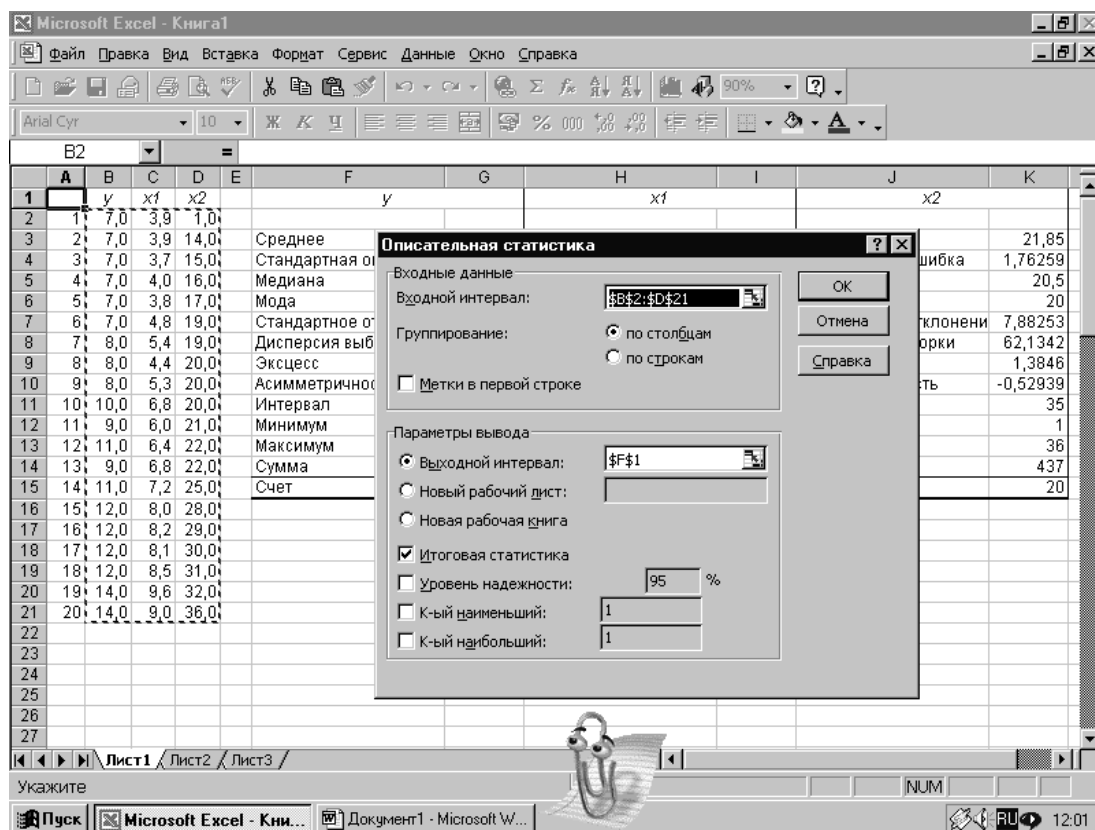 Microsoft Excel - Книга1
Файл Правка Вид Вставка Формат Сервис Данные Окно Справка
90%
Arial Cyr 10 Ж К Ч % 000
B2 =
A B C D E F G H I J K
1 y x1 x2 y x1 x2
2 1 7,0 3,9 1,0
3 2 7,0 3,9 14,0 Среднее 21,85
4 3 7,0 3,7 15,0 Стандартная о шибка 1,76259
5 4 7,0 4,0 16,0 Медиана 20,5
6 5 7,0 3,8 17,0 Мода 20
7 6 7,0 4,8 19,0 Стандартное от клонени 7,88253
8 7 8,0 5,4 19,0 Дисперсия выб орки 62,1342
9 8 8,0 4,4 20,0 Эксцесс 1,3846
10 9 8,0 5,3 20,0 Асимметричнос ть -0,52939
11 10 10,0 6,8 20,0 Интервал 35
12 11 9,0 6,0 21,0 Минимум 1
13 12 11,0 6,4 22,0 Максимум 36
14 13 9,0 6,8 22,0 Сумма 437
15 14 11,0 7,2 25,0 Счет 20
16 15 12,0 8,0 28,0
17 16 12,0 8,2 29,0
18 17 12,0 8,1 30,0
19 18 12,0 8,5 31,0
20 19 14,0 9,6 32,0
21 20 14,0 9,0 36,0
22
23
24
25
26
27
Описательная статистика
Входные данные
Входной интервал: $B$2:$D$21
Группирование: по столбцам
по строкам
Метки в первой строке
OK
Отмена
Справка
Параметры вывода
Выходной интервал: $F$1
Новый рабочий лист:
Новая рабочая книга
Итоговая статистика
Уровень надежности: 95 %
К-ый наименьший: 1
К-ый наибольший: 1
Лист1 Лист2 Лист3
Укажите NUM
Пуск Microsoft Excel - Кни... Документ1 - Microsoft W... RU 12:01